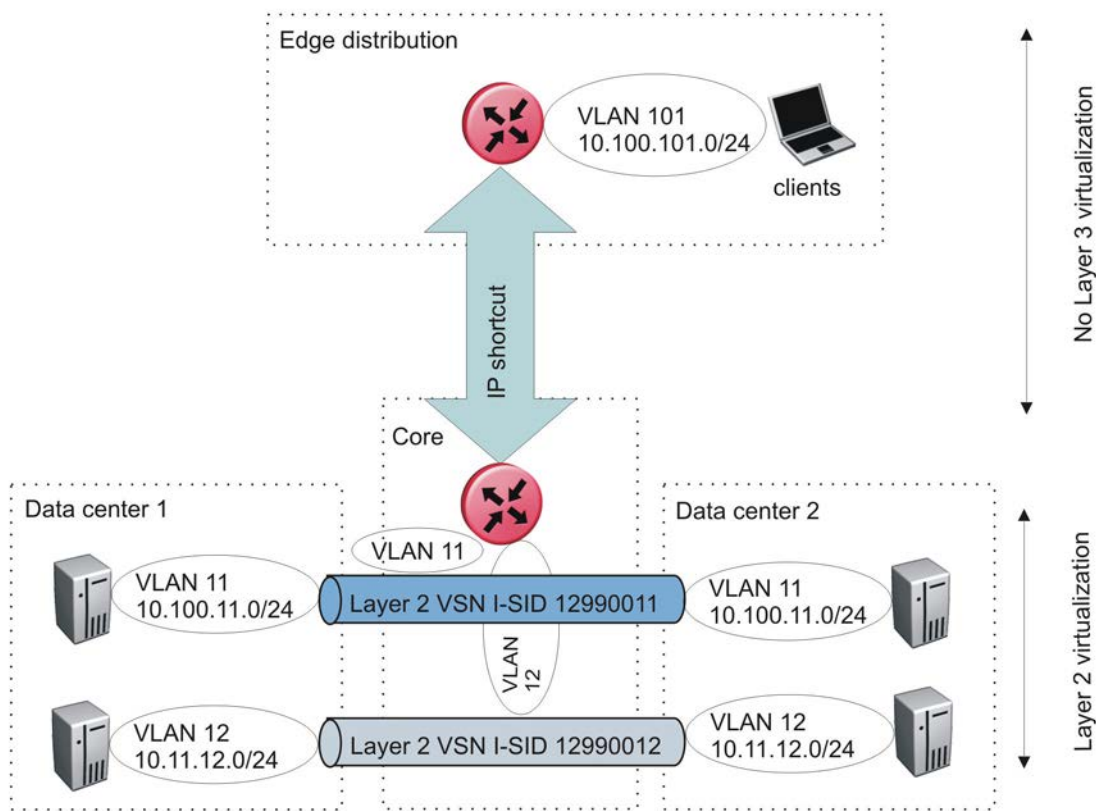 Edge distribution
VLAN 101
10.100.101.0/24
clients
No Layer 3 virtualization
IP shortcut
Core
Data center 1
Data center 2
VLAN 11
VLAN 11
10.100.11.0/24
Layer 2 VSN I-SID 12990011
VLAN 11
10.100.11.0/24
VLAN
12
Layer 2 virtualization
VLAN 12
10.11.12.0/24
Layer 2 VSN I-SID 12990012
VLAN 12
10.11.12.0/24